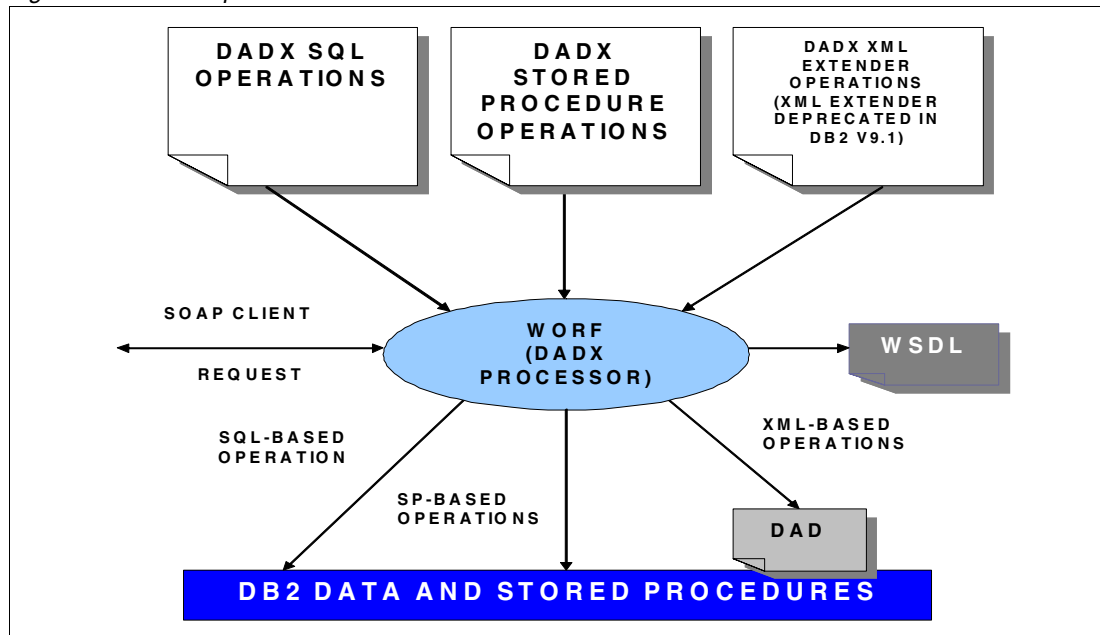 DADX SQL
OPERATIONS
DADX
STORED
PROCEDURE
OPERATIONS
DADX XML
EXTENDER
OPERATIONS
(XML EXTENDER
DEPRECATED IN
DB2 V9.1)
SOAP CLIENT
REQUEST
WORF
(DADX
PROCESSOR)
WSDL
SQL-BASED
OPERATION
SP-BASED
OPERATIONS
XML-BASED
OPERATIONS
DAD
DB2 DATA AND STORED PROCEDURES